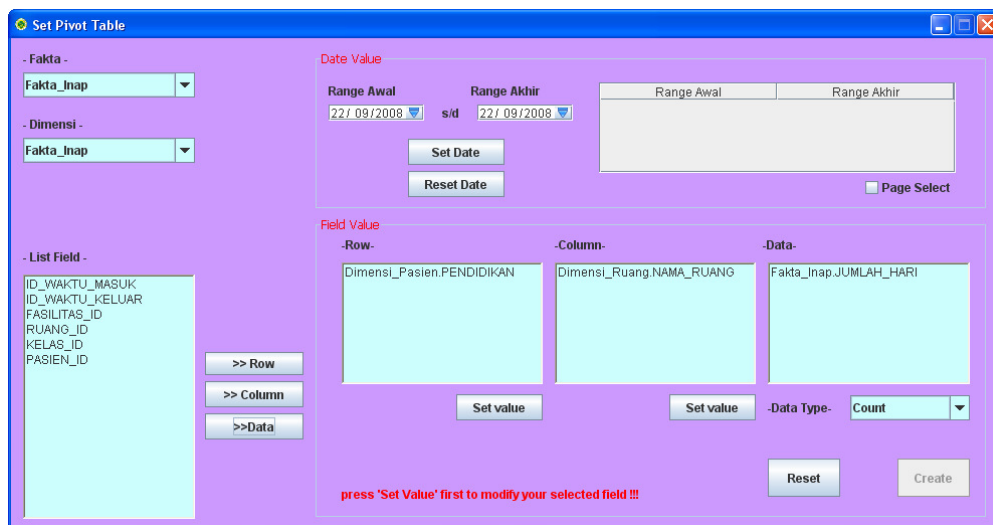 Set Pivot Table
- Fakta -
Fakta_Inap
- Dimensi -
Fakta_Inap
- List Field -
ID_WAKTU_MASUK
ID_WAKTU_KELUAR
FASILITAS_ID
RUANG_ID
KELAS_ID
PASIEN_ID
>> Row
>> Column
>>Data
Date Value
Range Awal Range Akhir
22/ 09/2008 s/d 22/ 09/2008
Set Date
Reset Date
Range Awal Range Akhir
Page Select
Field Value
-Row- -Column- -Data-
Dimensi_Pasien.PENDIDIKAN Dimensi_Ruang.NAMA_RUANG Fakta_Inap.JUMLAH_HARI
Set value Set value -Data Type- Count
Reset Create
press 'Set Value' first to modify your selected field !!!